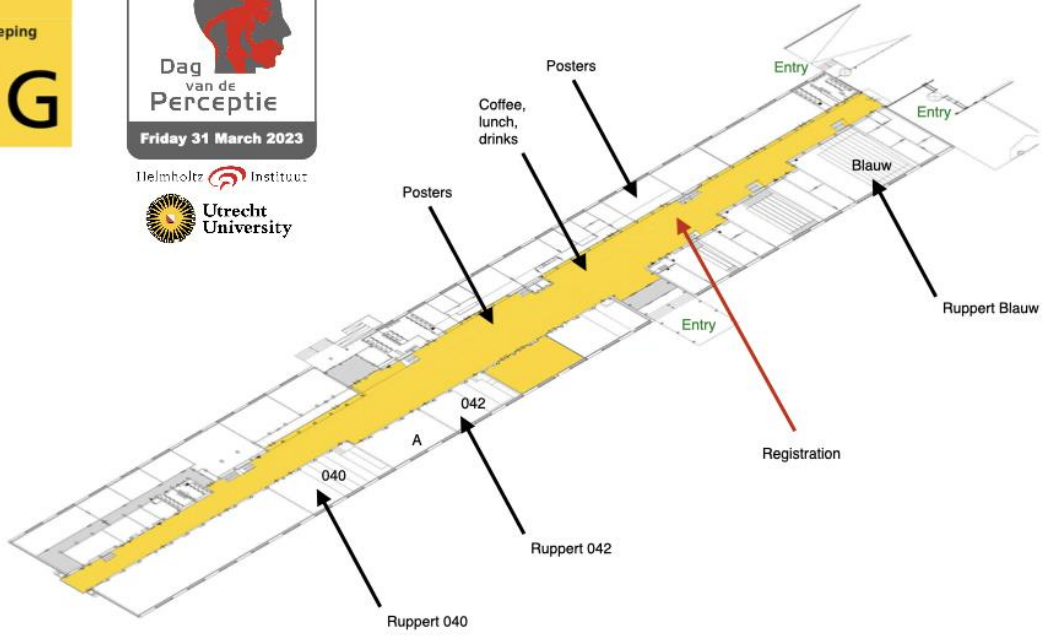 eping
G
Dag
van de
Perceptie
Friday 31 March 2023
Helmholtz Instituut
Utrecht
University
Posters
Coffee,
lunch,
drinks
Posters
Entry
Entry
Blauw
Ruppert Blauw
Entry
Registration
042
A
040
Ruppert 042
Ruppert 040